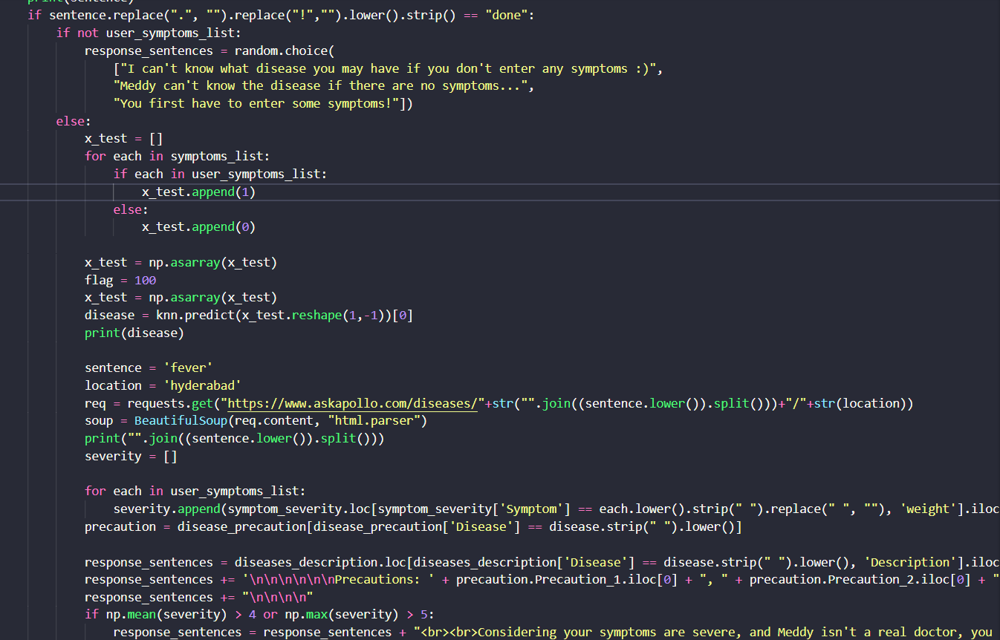 print(sentence)
if sentence.replace(".", "").replace("!","").lower().strip() == "done":
if not user_symptoms_list:
response_sentences = random.choice(
["I can't know what disease you may have if you don't enter any symptoms :)",
"Meddy can't know the disease if there are no symptoms...",
"You first have to enter some symptoms!"])
else:
x_test = []
for each in symptoms_list:
if each in user_symptoms_list:
x_test.append(1)
else:
x_test.append(0)
x_test = np.asarray(x_test)
flag = 100
x_test = np.asarray(x_test)
disease = knn.predict(x_test.reshape(1,-1))[0]
print(disease)
sentence = 'fever'
location = 'hyderabad'
req = requests.get("https://www.askapollo.com/diseases/"+str("".join((sentence.lower()).split()))+"/"+str(location))
soup = BeautifulSoup(req.content, "html.parser")
print("".join((sentence.lower()).split()))
severity = []
for each in user_symptoms_list:
severity.append(symptom_severity.loc[symptom_severity['Symptom'] == each.lower().strip(" ").replace(" ", ""), 'weight'].iloc
precaution = disease_precaution[disease_precaution['Disease'] == disease.strip(" ").lower()]
response_sentences = diseases_description.loc[diseases_description['Disease'] == disease.strip(" ").lower(), 'Description'].iloc
response_sentences += '\n\n\n\n\n\nPrecautions: ' + precaution.Precaution_1.iloc[0] + ", " + precaution.Precaution_2.iloc[0] + "
response_sentences += "\n\n\n\n"
if np.mean(severity) > 4 or np.max(severity) > 5:
response_sentences = response_sentences + "<br><br>Considering your symptoms are severe, and Meddy isn't a real doctor, you